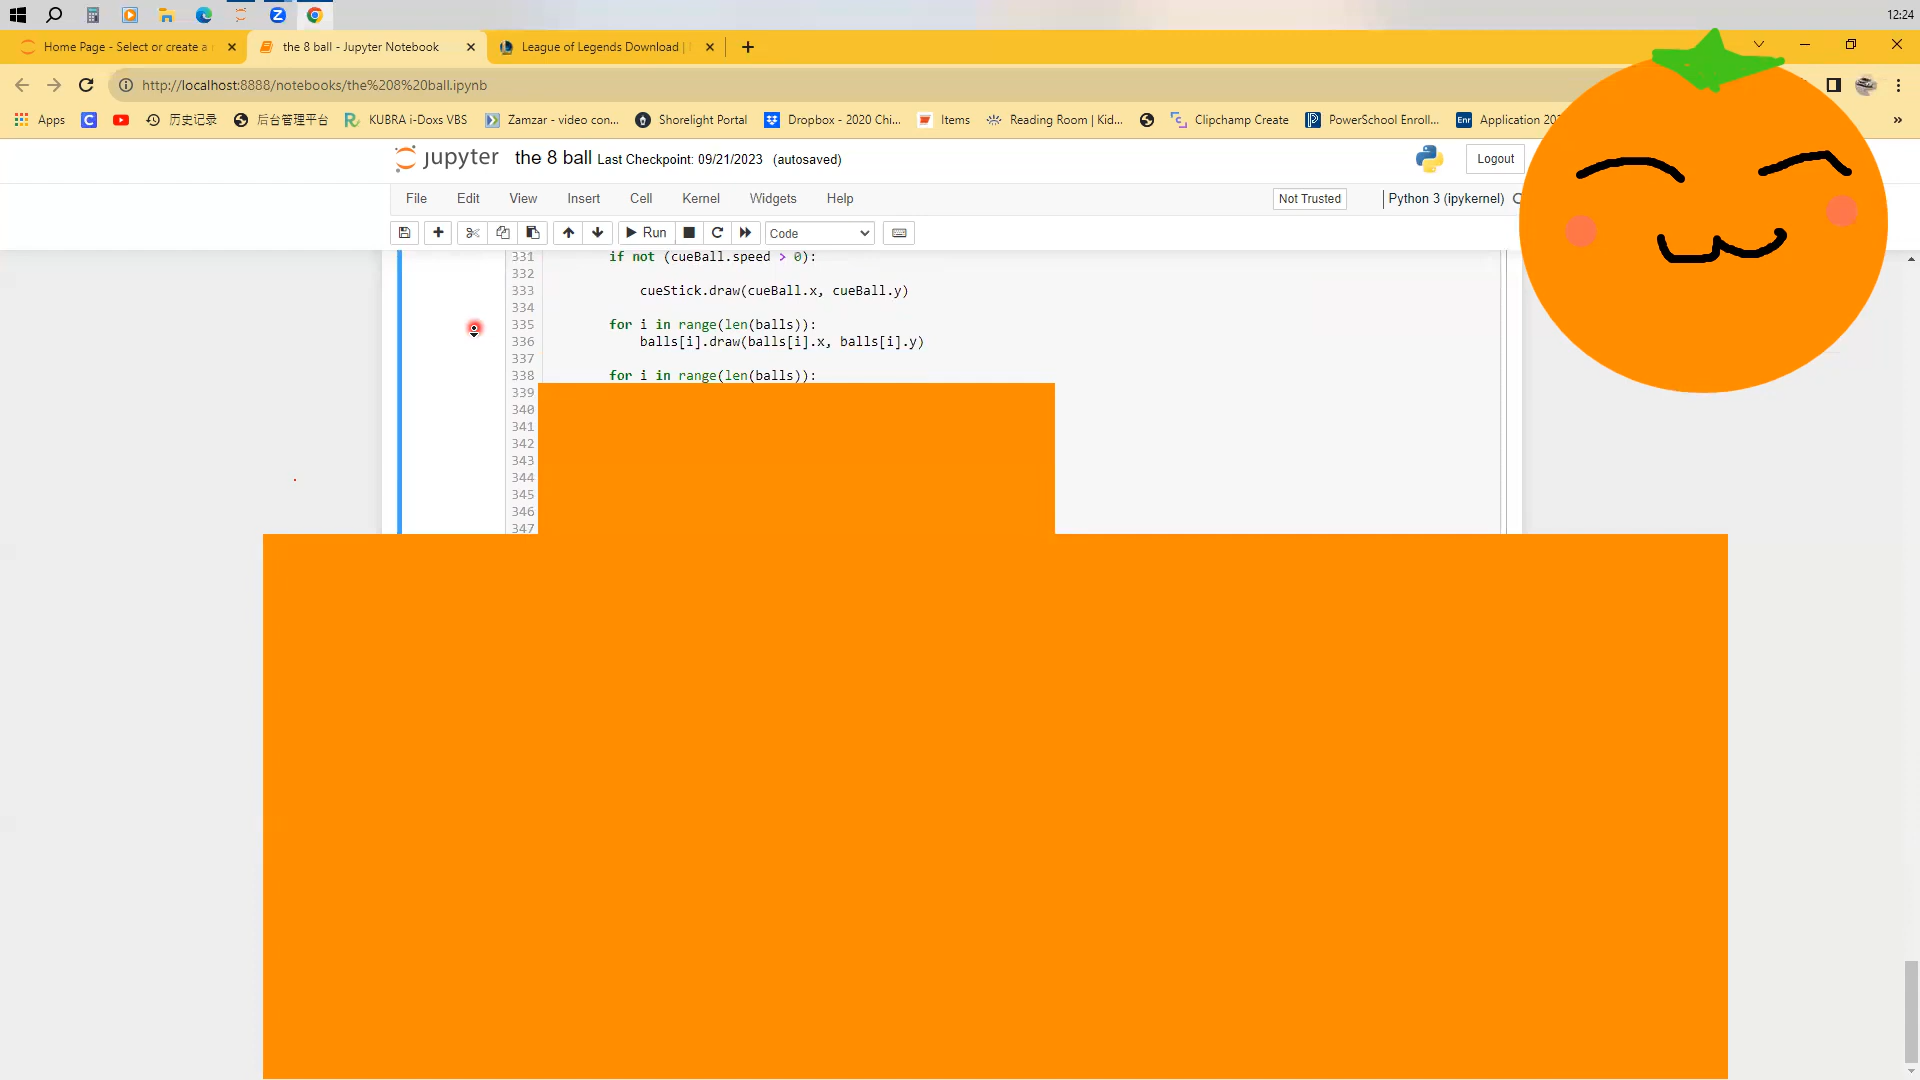 12:24
Home Page - Select or create a
the 8 ball - Jupyter Notebook
League of Legends Download |
http://localhost:8888/notebooks/the%208%20ball.ipynb
Apps
历史记录
后台管理平台
KUBRA i-Doxs VBS
Zamzar - video con...
Shorelight Portal
Dropbox - 2020 Chi...
Items
Reading Room | Kid...
Clipchamp Create
PowerSchool Enroll...
Enr
Application 202
»
jupyter
the 8 ball Last Checkpoint: 09/21/2023 (autosaved)
Logout
File Edit View Insert Cell Kernel Widgets Help
Not Trusted
Python 3 (ipykernel)
Run
Code
331 if not (cueBall.speed > 0):
332
333 cueStick.draw(cueBall.x, cueBall.y)
334
335 for i in range(len(balls)):
336 balls[i].draw(balls[i].x, balls[i].y)
337
338 for i in range(len(balls)):
339
340
341
342
343
344
345
346
347